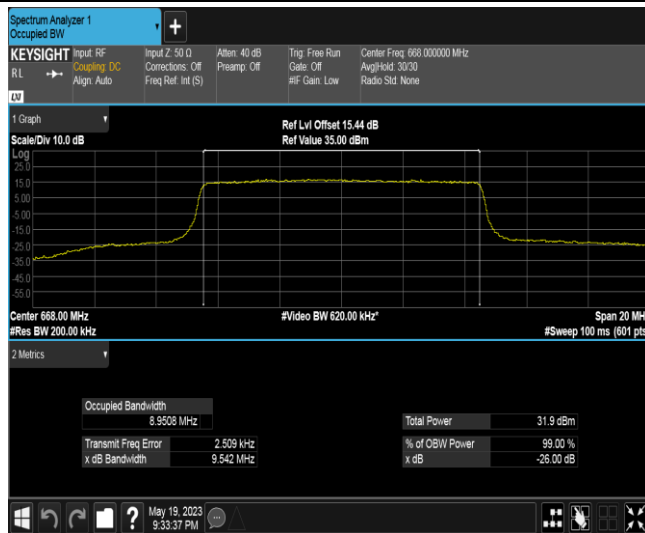 Spectrum Analyzer 1
Occupied BW
+
KEYSIGHT
RL
Input: RF
Coupling: DC
Align: Auto
Input Z: 50 Ω
Corrections: Off
Freq Ref: Int (S)
Atten: 40 dB
Preamp: Off
Trig: Free Run
Gate: Off
#IF Gain: Low
Center Freq: 668.000000 MHz
Avg|Hold: 30/30
Radio Std: None
LXI
1 Graph
Scale/Div 10.0 dB
Ref Lvl Offset 15.44 dB
Ref Value 35.00 dBm
Log
25.0
15.0
5.00
-5.00
-15.0
-25.0
-35.0
-45.0
-55.0
Center 668.00 MHz
#Res BW 200.00 kHz
#Video BW 620.00 kHz*
Span 20 MH
#Sweep 100 ms (601 pts
2 Metrics
Occupied Bandwidth
8.9508 MHz
Transmit Freq Error 2.509 kHz
x dB Bandwidth 9.542 MHz
Total Power 31.9 dBm
% of OBW Power 99.00 %
x dB -26.00 dB
?
May 19, 2023
9:33:37 PM